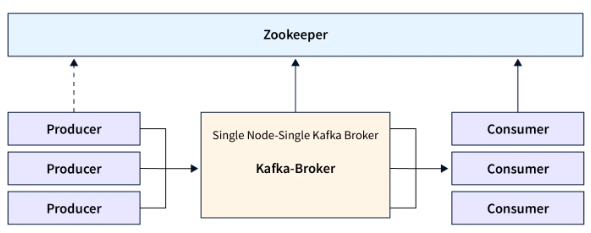 Zookeeper
Producer
Producer
Producer
Single Node-Single Kafka Broker
Kafka-Broker
Consumer
Consumer
Consumer